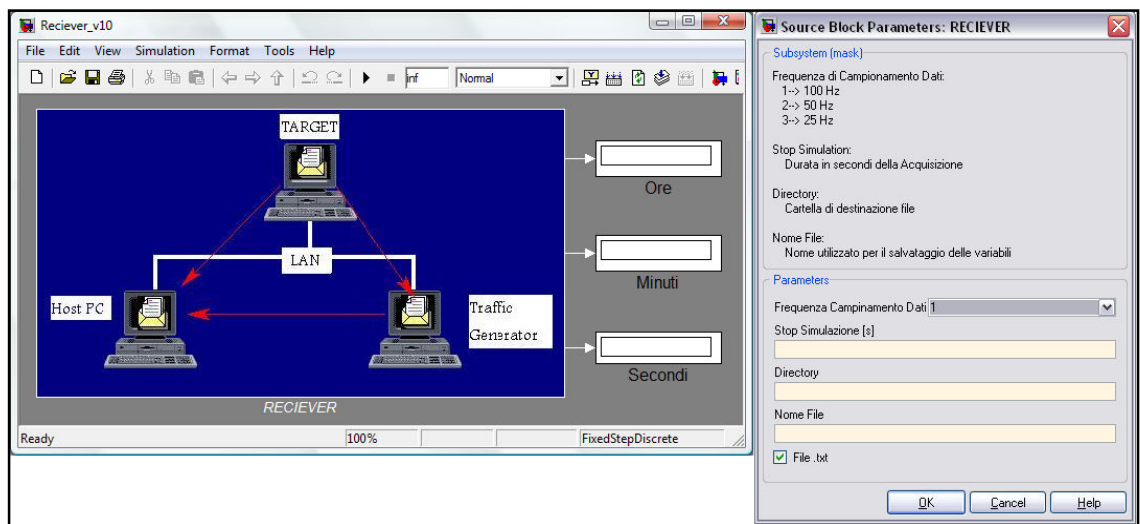 Reciever_v10
File Edit View Simulation Format Tools Help
inf Normal
TARGET
LAN
Host PC
Traffic
Generator
RECIEVER
Ore
Minuti
Secondi
Ready 100% FixedStepDiscrete
Source Block Parameters: RECIEVER
Subsystem (mask)
Frequenza di Campionamento Dati:
1--> 100 Hz
2--> 50 Hz
3--> 25 Hz
Stop Simulation:
Durata in secondi della Acquisizione
Directory:
Cartella di destinazione file
Nome File:
Nome utilizzato per il salvataggio delle variabili
Parameters
Frequenza Campinamento Dati 1
Stop Simulazione [s]
Directory
Nome File
File .txt
OK Cancel Help